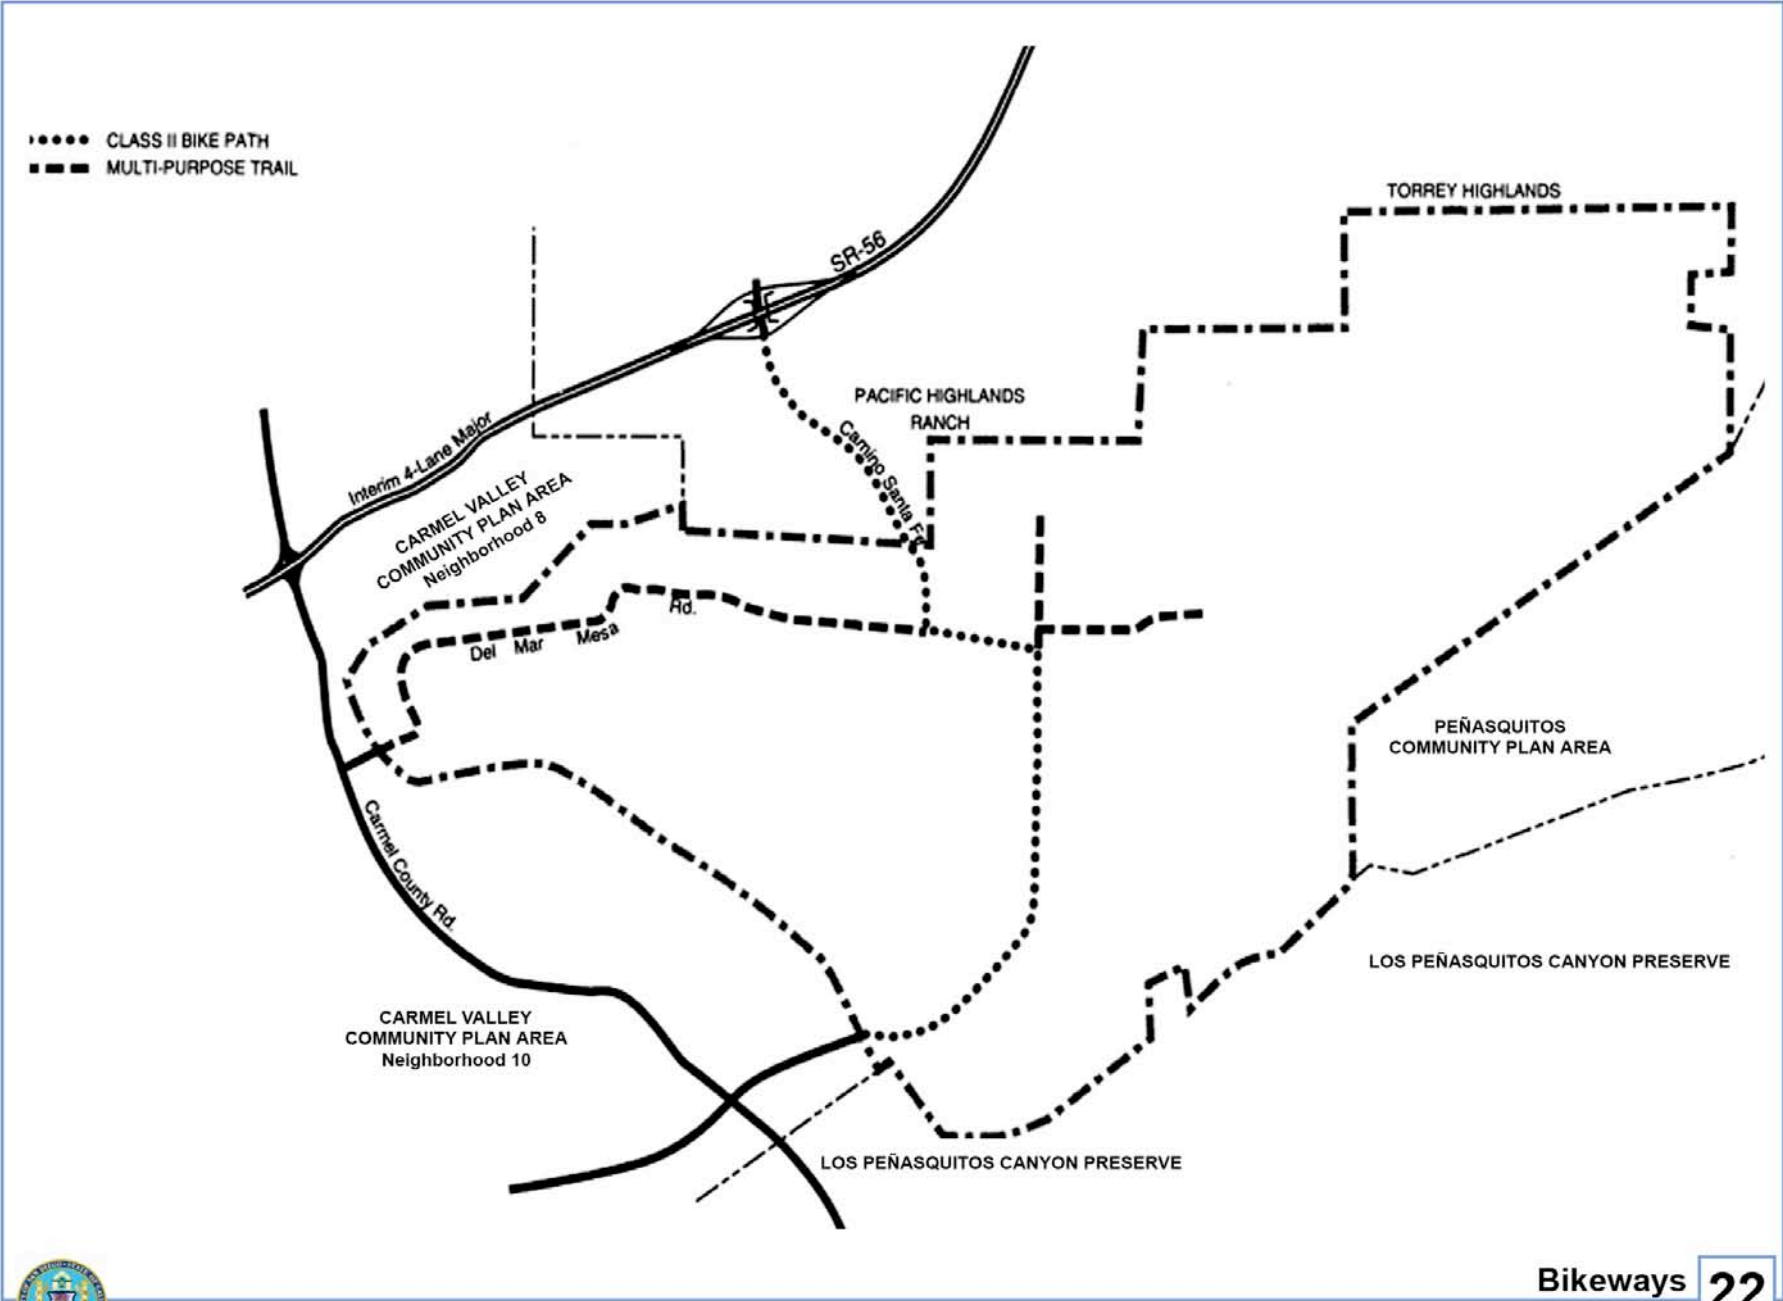 CLASS II BIKE PATH
MULTI-PURPOSE TRAIL
TORREY HIGHLANDS
SR-56
PACIFIC HIGHLANDS
RANCH
Interim 4-Lane Major
Camino Santa Fe
CARMEL VALLEY
COMMUNITY PLAN AREA
Neighborhood 8
Del Mar Mesa Rd.
PEÑASQUITOS
COMMUNITY PLAN AREA
Carmel County Rd.
LOS PEÑASQUITOS CANYON PRESERVE
CARMEL VALLEY
COMMUNITY PLAN AREA
Neighborhood 10
LOS PEÑASQUITOS CANYON PRESERVE
Bikeways 22